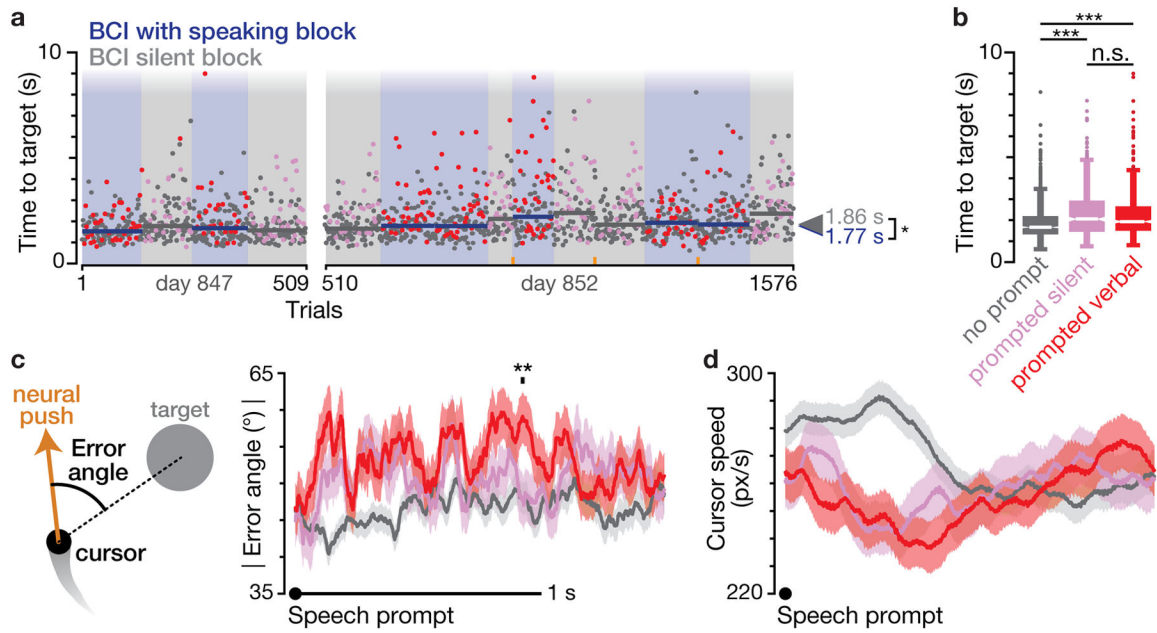 a
BCI with speaking block
BCI silent block
10
Time to target (s)
0
1
day 847
509
510
day 852
1576
Trials
1.86 s
1.77 s
*
b
***
***
n.s.
10
Time to target (s)
0
no prompt
prompted silent
prompted verbal
c
neural
push
target
Error
angle
cursor
65
**
| Error angle (°) |
35
1 s
Speech prompt
d
300
Cursor speed
(px/s)
220
Speech prompt